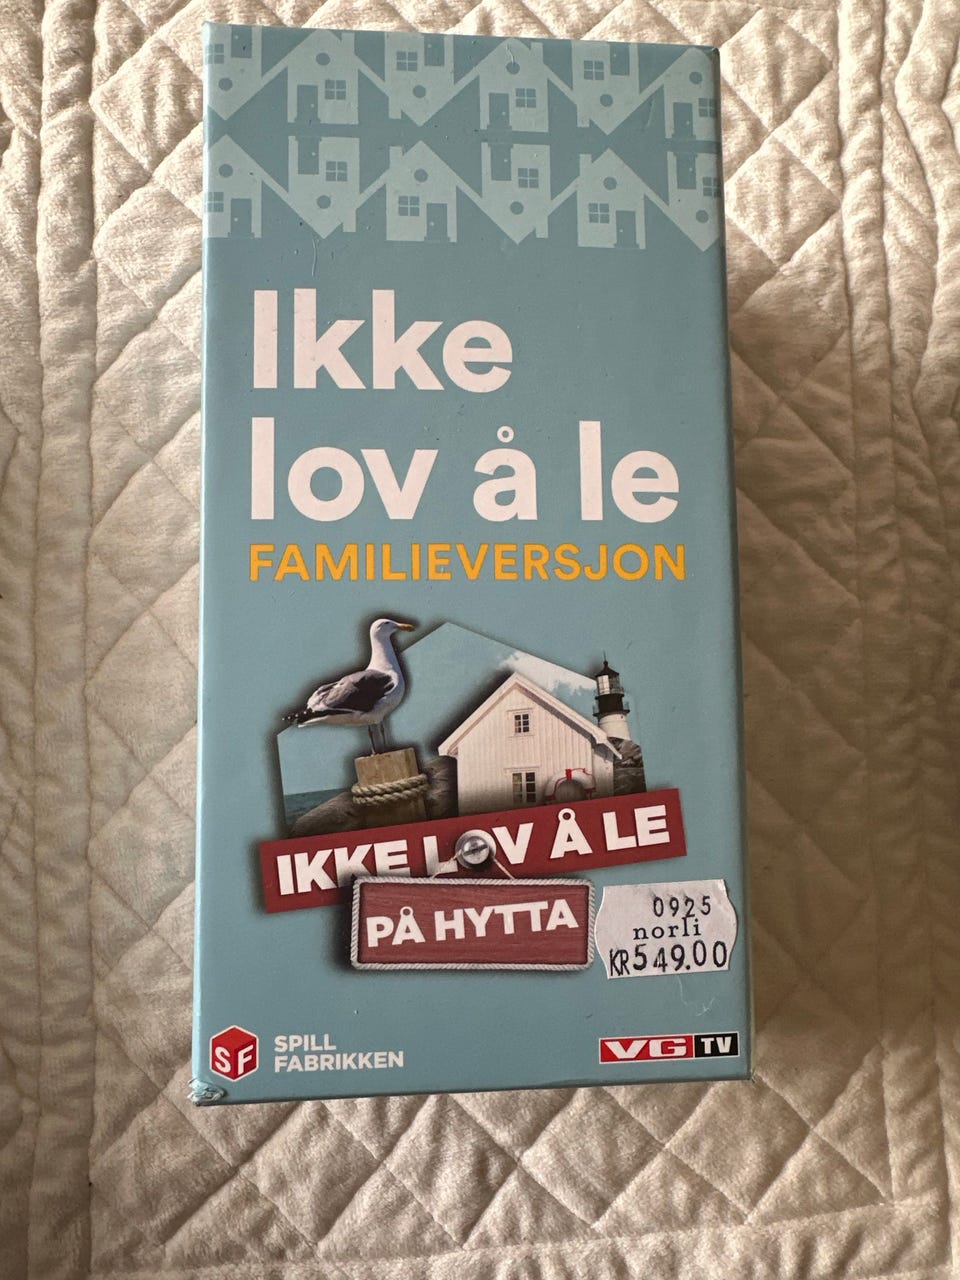 Ikke
lov å le
FAMILIEVERSJON
IKKE LOV Å LE
PÅ HYTTA
0925
norli
KR549.00
SF
SPILL
FABRIKKEN
VG TV